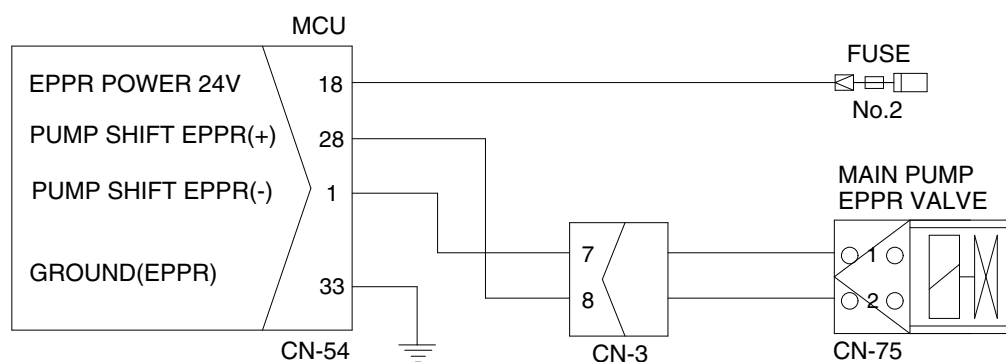 MCU
EPPR POWER 24V 18
FUSE
No.2
PUMP SHIFT EPPR(+) 28
PUMP SHIFT EPPR(-) 1
GROUND(EPPR) 33
CN-54
7
8
CN-3
MAIN PUMP
EPPR VALVE
1
2
CN-75